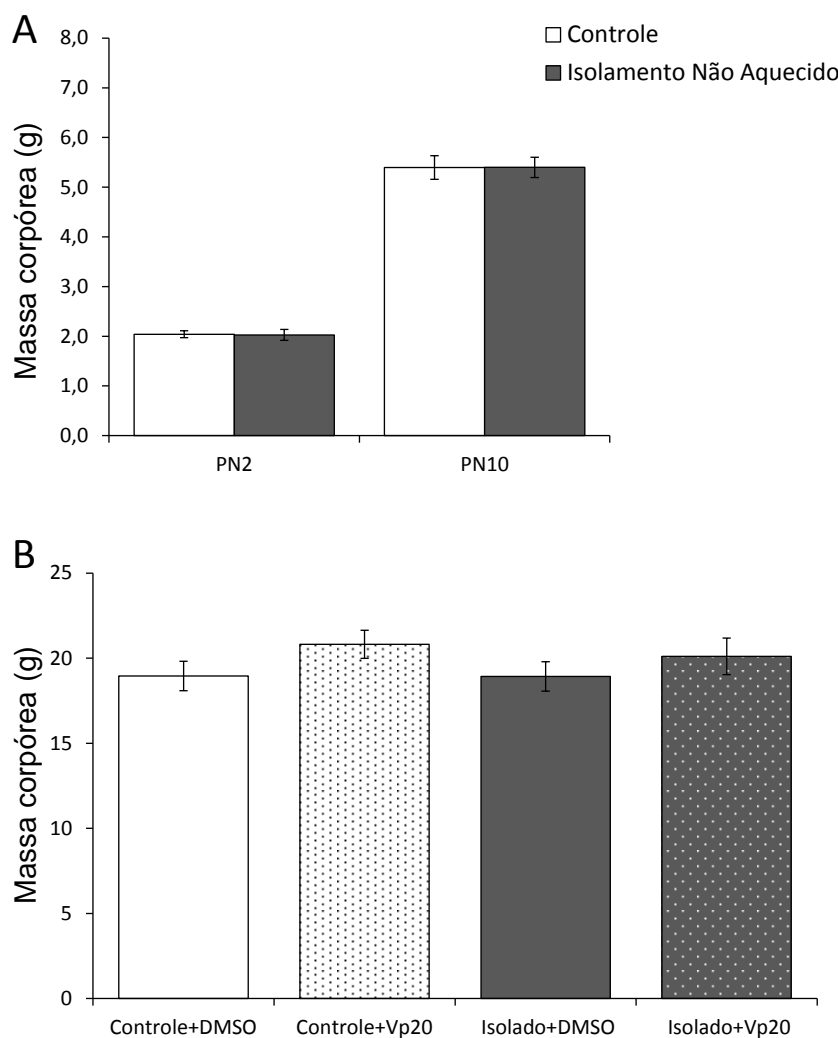 A
Controle
Isolamento Não Aquecido
Massa corpórea (g)
8,0
7,0
6,0
5,0
4,0
3,0
2,0
1,0
0,0
PN2 PN10
B
Massa corpórea (g)
25
20
15
10
5
0
Controle+DMSO Controle+Vp20 Isolado+DMSO Isolado+Vp20